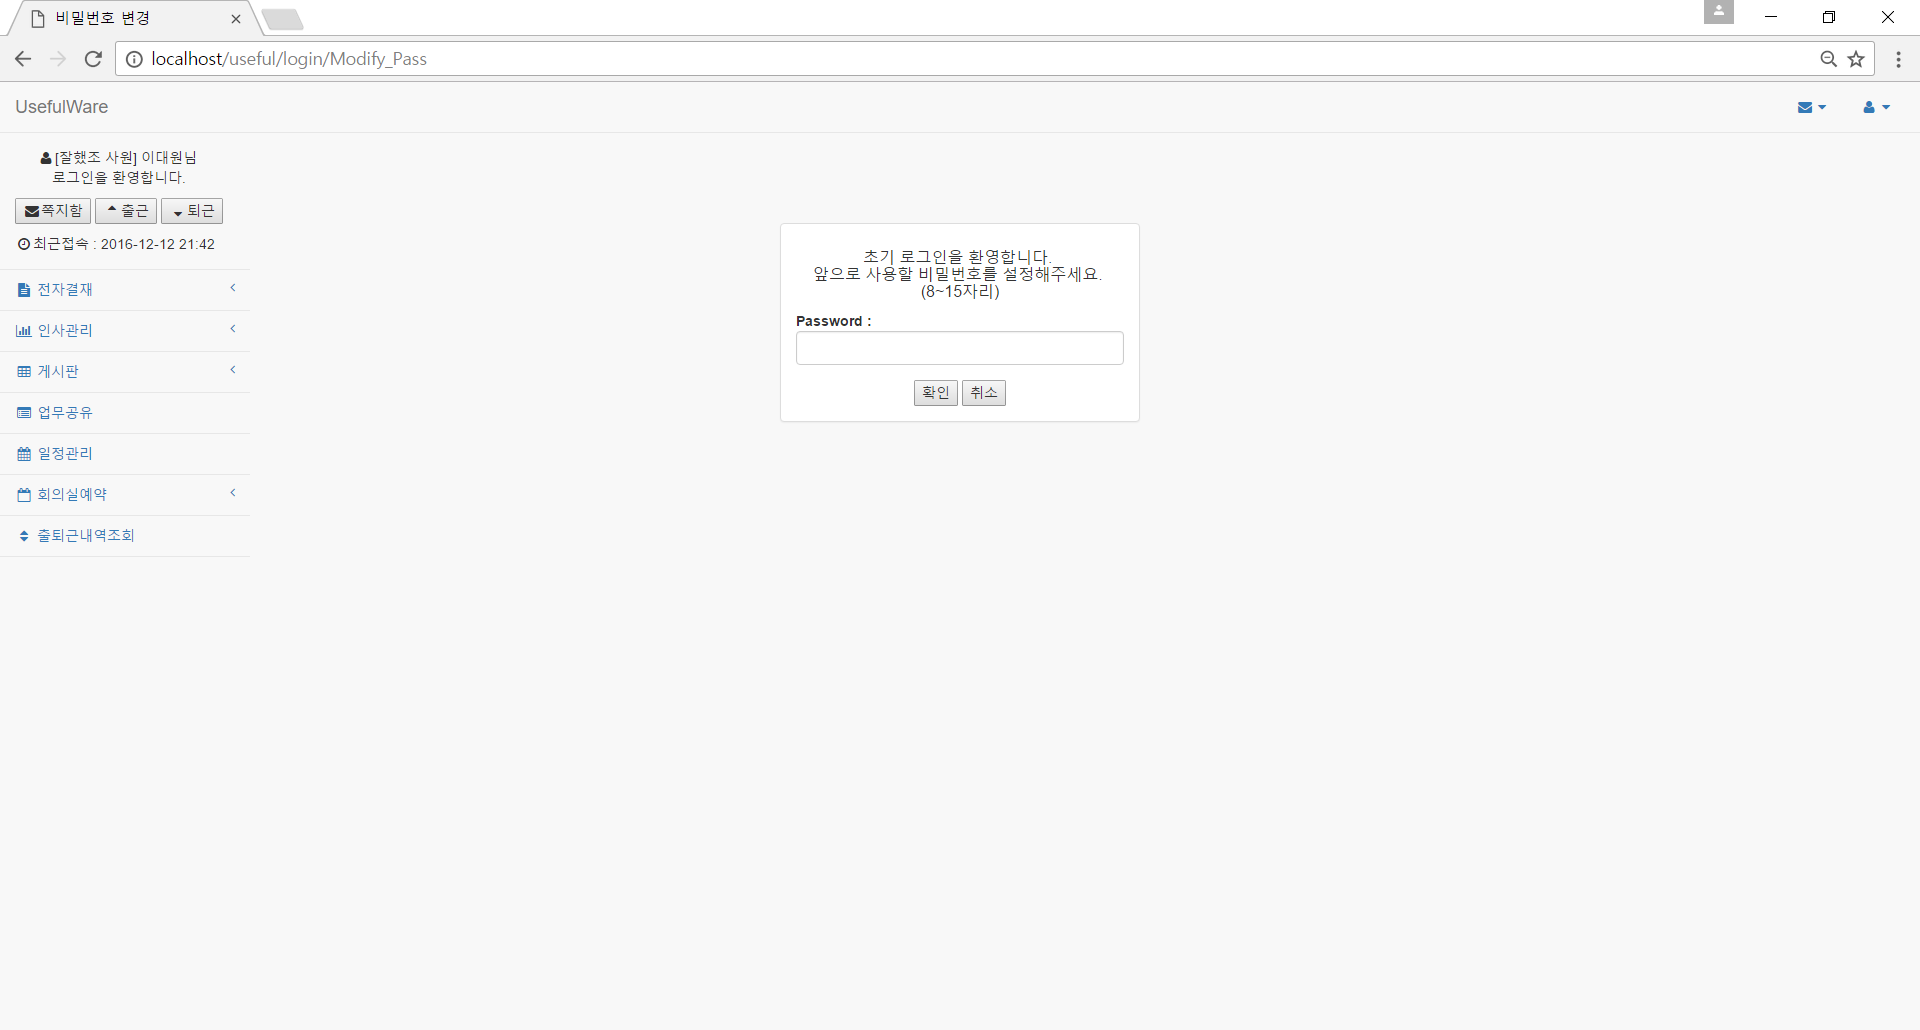 비밀번호 변경
localhost/useful/login/Modify_Pass
UsefulWare
[잘했조 사원] 이대원님
로그인을 환영합니다.
쪽지함 출근 퇴근
최근접속 : 2016-12-12 21:42
전자결재
인사관리
게시판
업무공유
일정관리
회의실예약
출퇴근내역조회
초기 로그인을 환영합니다.
앞으로 사용할 비밀번호를 설정해주세요.
(8~15자리)
Password :
확인 취소